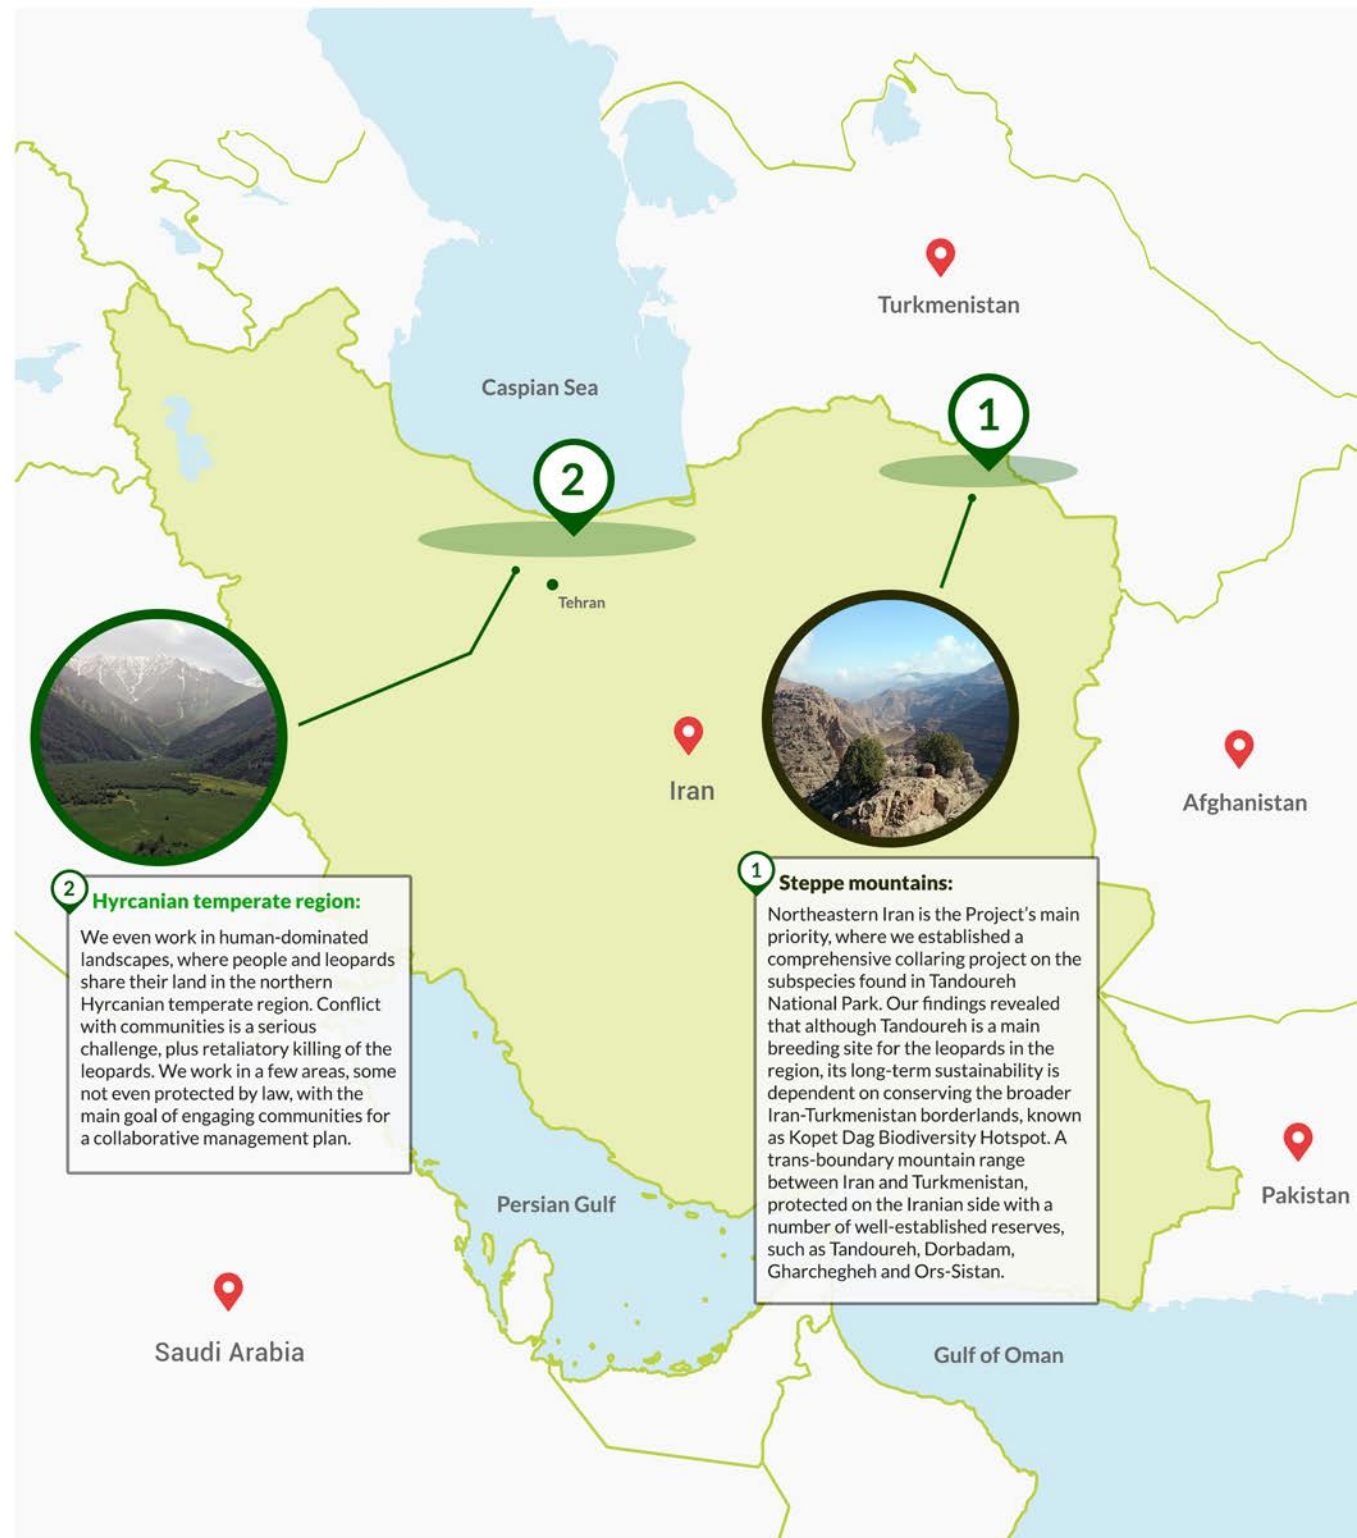 Turkmenistan
Caspian Sea
1
2
Tehran
Iran
Afghanistan
2
Hyrcanian temperate region:
We even work in human-dominated
landscapes, where people and leopards
share their land in the northern
Hyrcanian temperate region. Conflict
with communities is a serious
challenge, plus retaliatory killing of the
leopards. We work in a few areas, some
not even protected by law, with the
main goal of engaging communities for
a collaborative management plan.
1
Steppe mountains:
Northeastern Iran is the Project's main
priority, where we established a
comprehensive collaring project on the
subspecies found in Tandoureh
National Park. Our findings revealed
that although Tandoureh is a main
breeding site for the leopards in the
region, its long-term sustainability is
dependent on conserving the broader
Iran-Turkmenistan borderlands, known
as Kopet Dag Biodiversity Hotspot. A
trans-boundary mountain range
between Iran and Turkmenistan,
protected on the Iranian side with a
number of well-established reserves,
such as Tandoureh, Dorbadam,
Gharchegheh and Ors-Sistan.
Persian Gulf
Pakistan
Saudi Arabia
Gulf of Oman